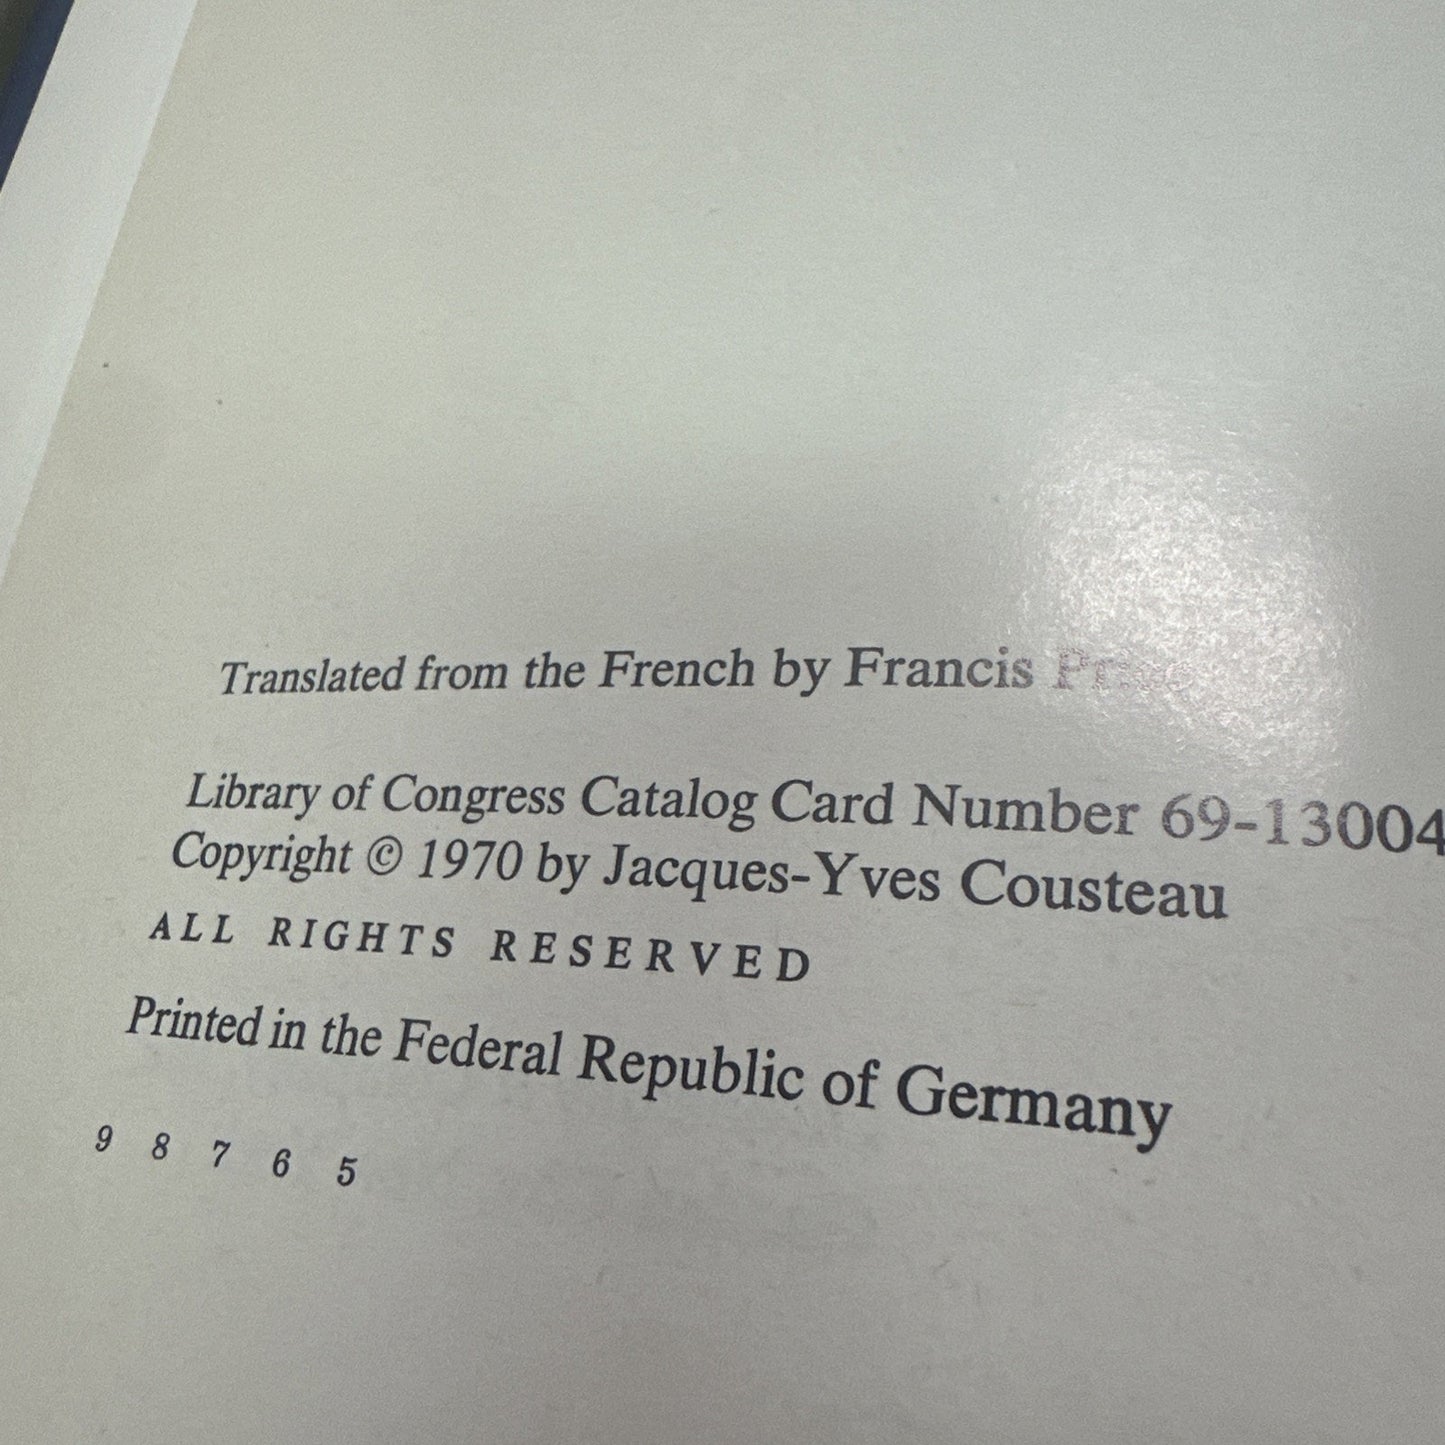 Translated from the French by Francis Price
Library of Congress Catalog Card Number 69-13004
Copyright © 1970 by Jacques-Yves Cousteau
ALL RIGHTS RESERVED
Printed in the Federal Republic of Germany
9 8 7 6 5